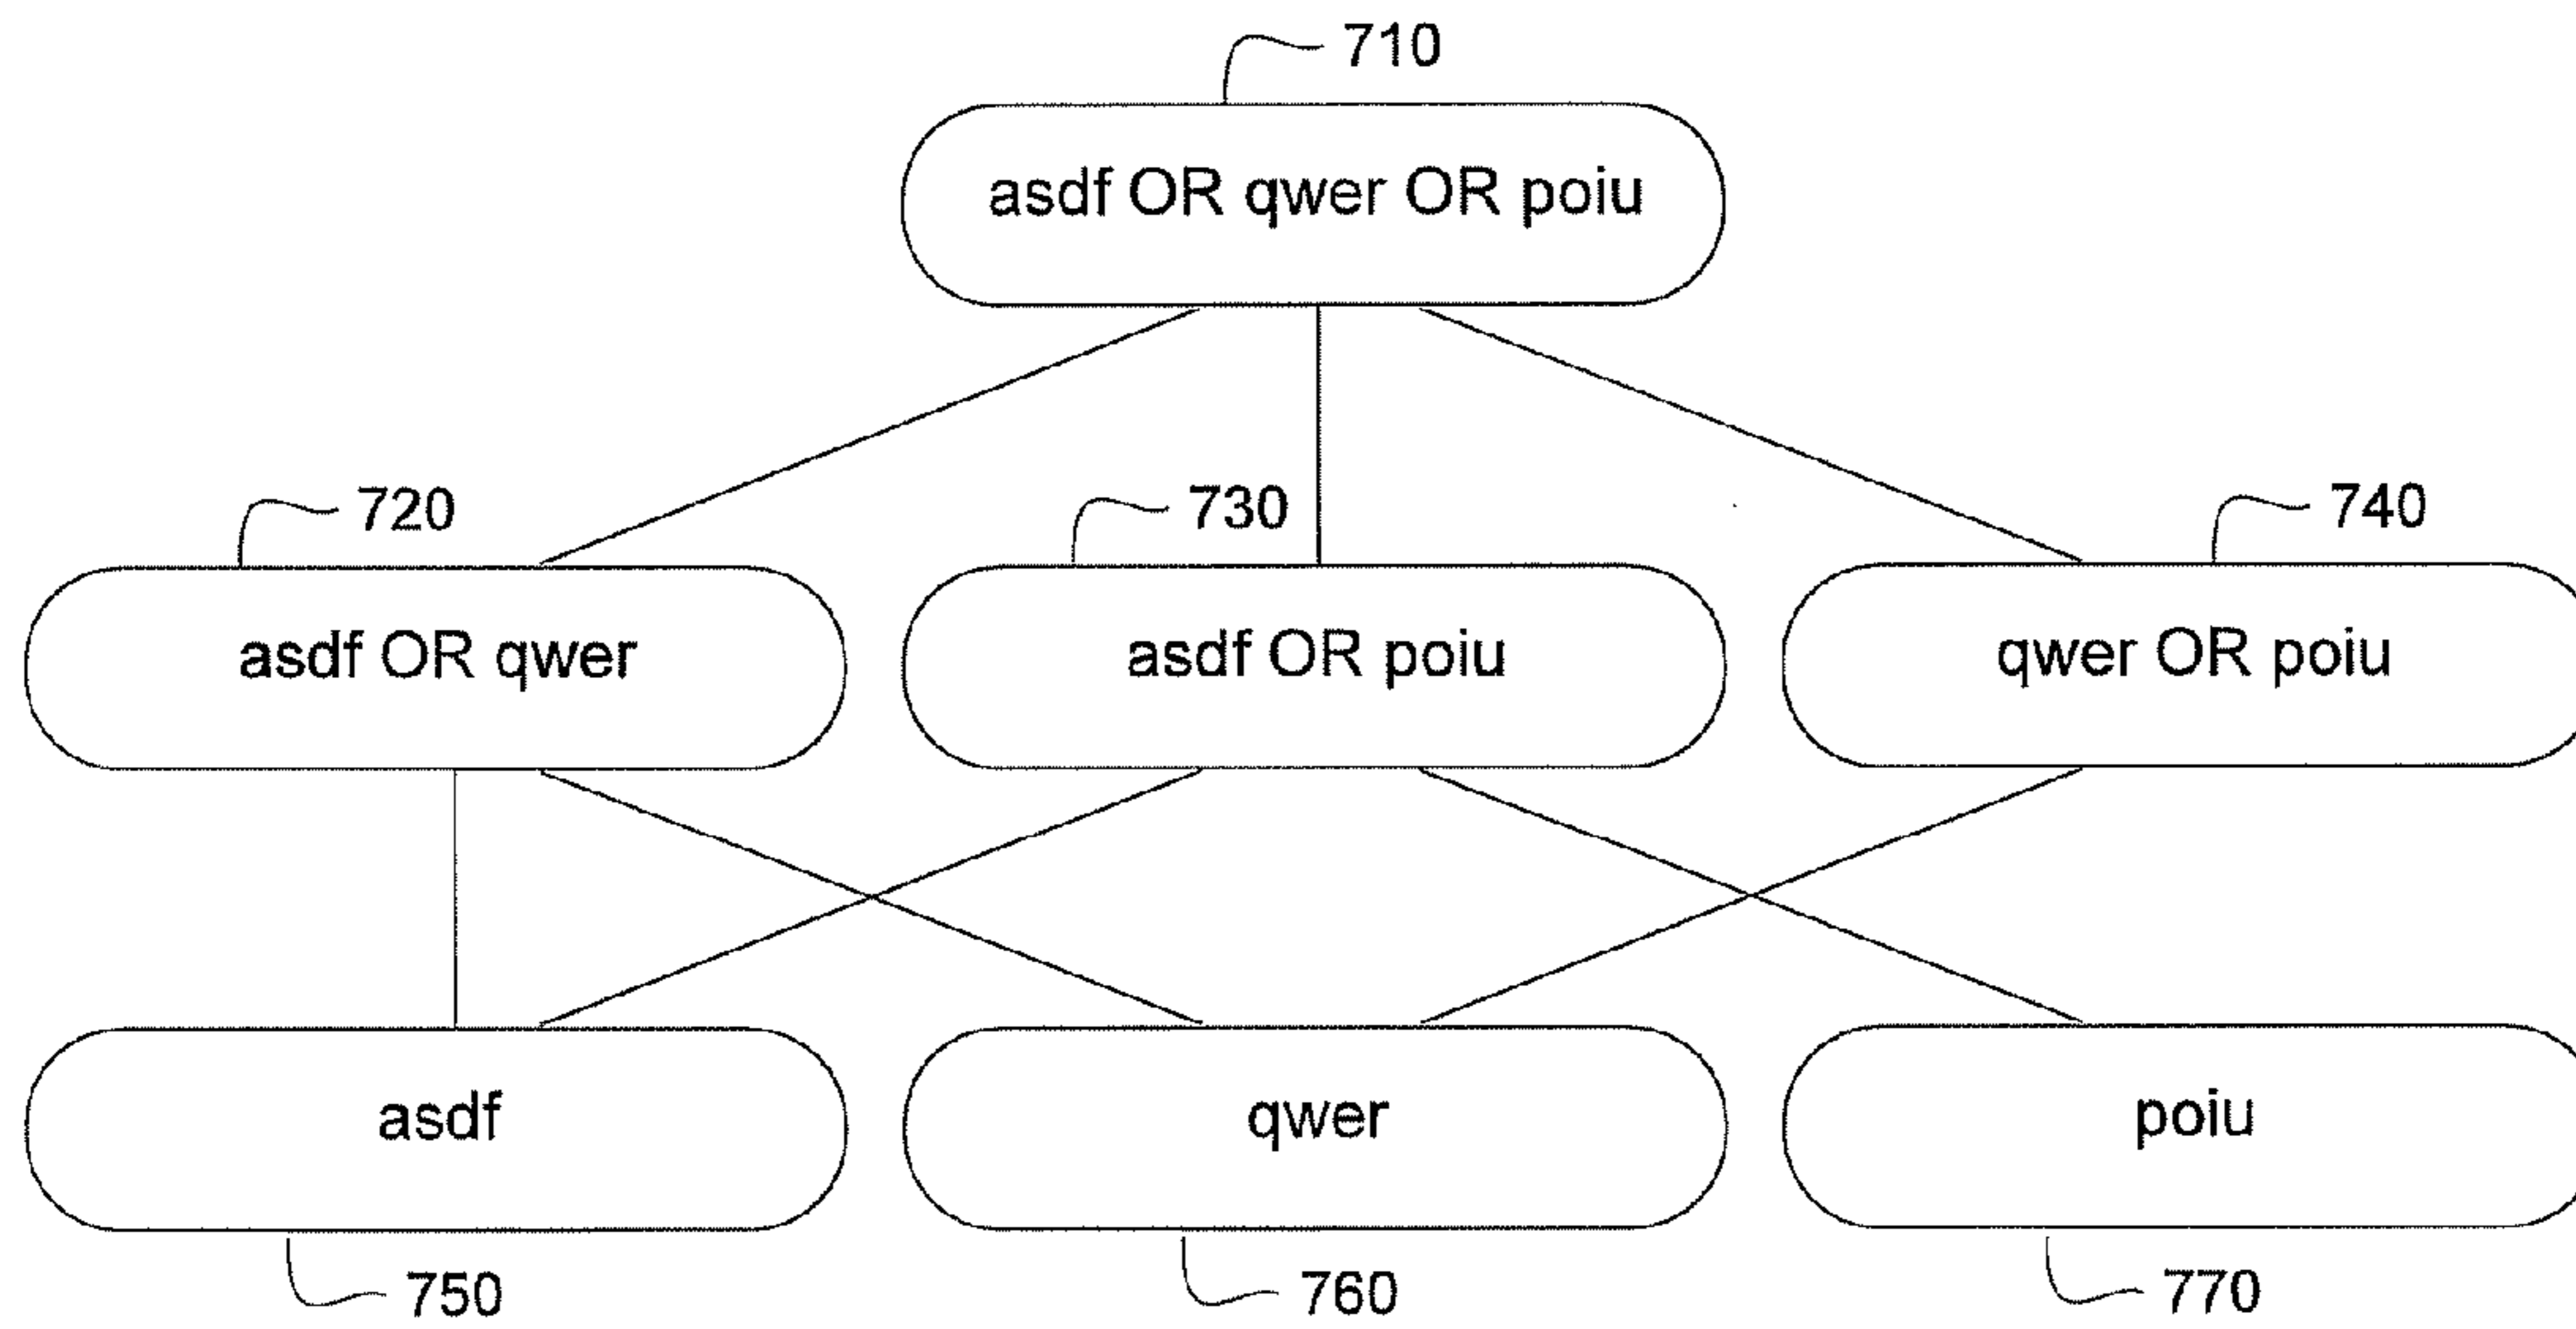 710
asdf OR qwer OR poiu
720
730
740
asdf OR qwer
asdf OR poiu
qwer OR poiu
asdf
qwer
poiu
750
760
770